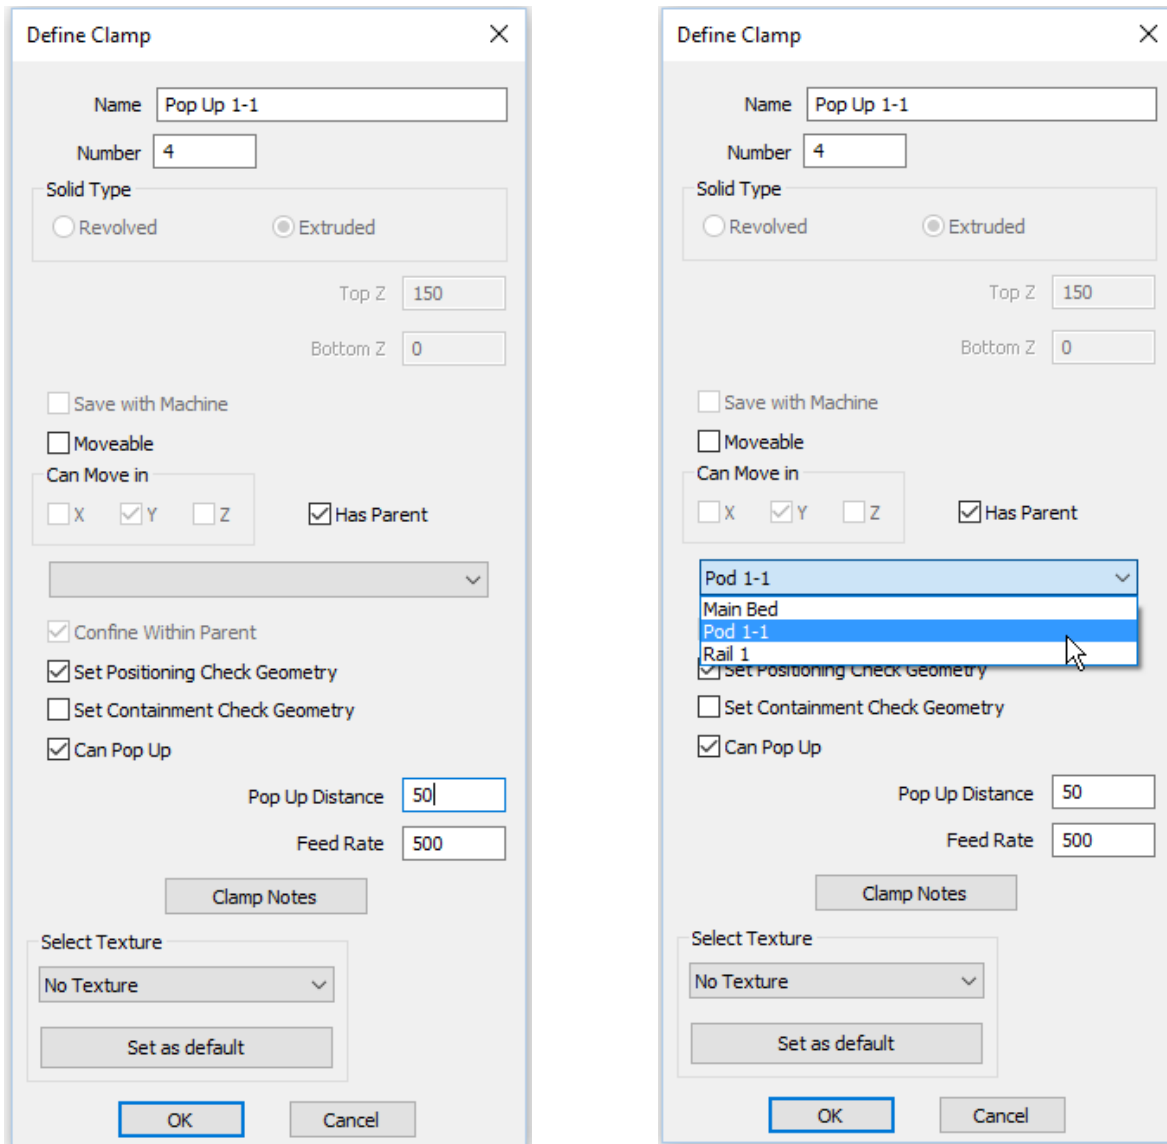 Define Clamp
Name Pop Up 1-1
Number 4
Solid Type
Revolved Extruded
Top Z 150
Bottom Z 0
Save with Machine
Moveable
Can Move in
X Y Z Has Parent
Confine Within Parent
Set Positioning Check Geometry
Set Containment Check Geometry
Can Pop Up
Pop Up Distance 50
Feed Rate 500
Clamp Notes
Select Texture
No Texture
Set as default
OK Cancel
Define Clamp
Name Pop Up 1-1
Number 4
Solid Type
Revolved Extruded
Top Z 150
Bottom Z 0
Save with Machine
Moveable
Can Move in
X Y Z Has Parent
Pod 1-1
Main Bed
Pod 1-1
Rail 1
Set Positioning Check Geometry
Set Containment Check Geometry
Can Pop Up
Pop Up Distance 50
Feed Rate 500
Clamp Notes
Select Texture
No Texture
Set as default
OK Cancel